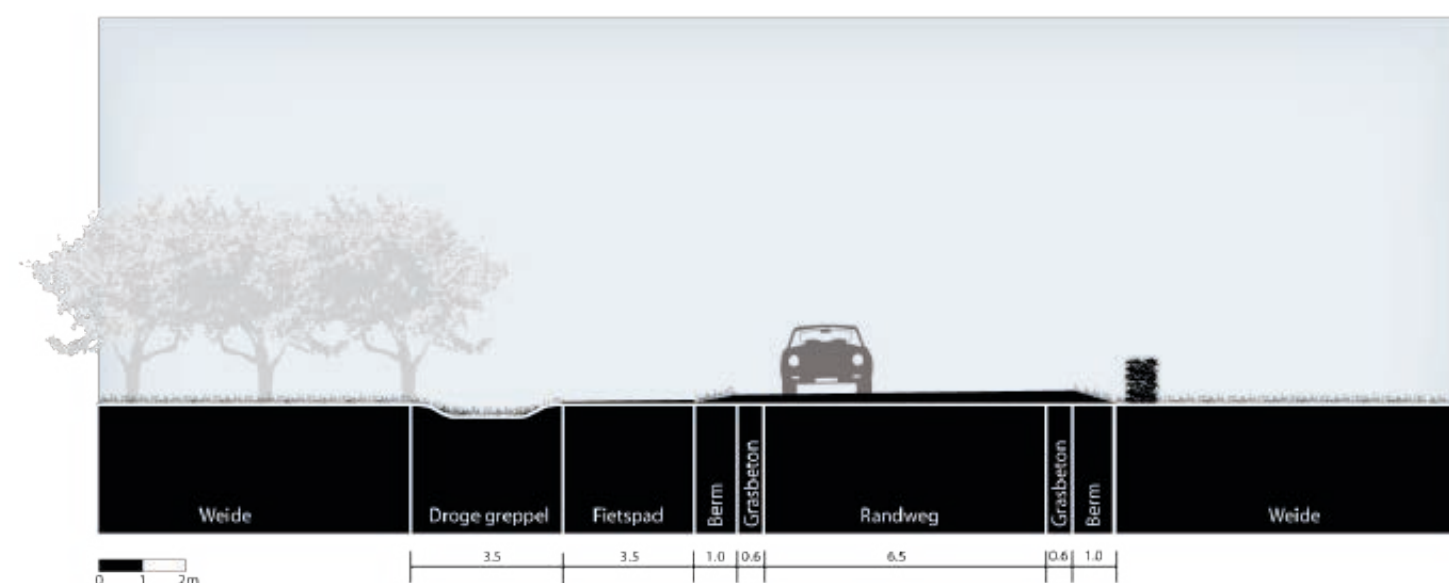 Weide
Droge greppel
Fietspad
Berm
Grasbeton
Randweg
Grasbeton
Berm
Weide
3.5
3.5
1.0
0.6
6.5
0.6
1.0
0 1 2m